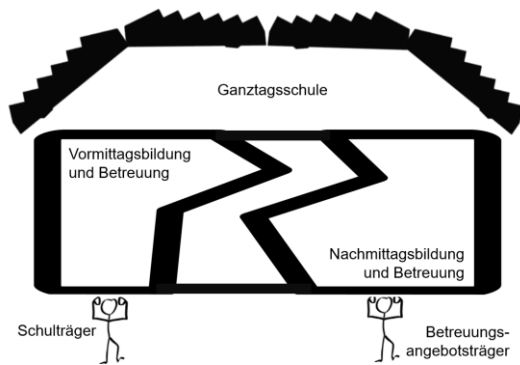 Ganztagsschule
Vormittagsbildung
und Betreuung
Nachmittagsbildung
und Betreuung
Schulträger
Betreuungs-
angebotsträger